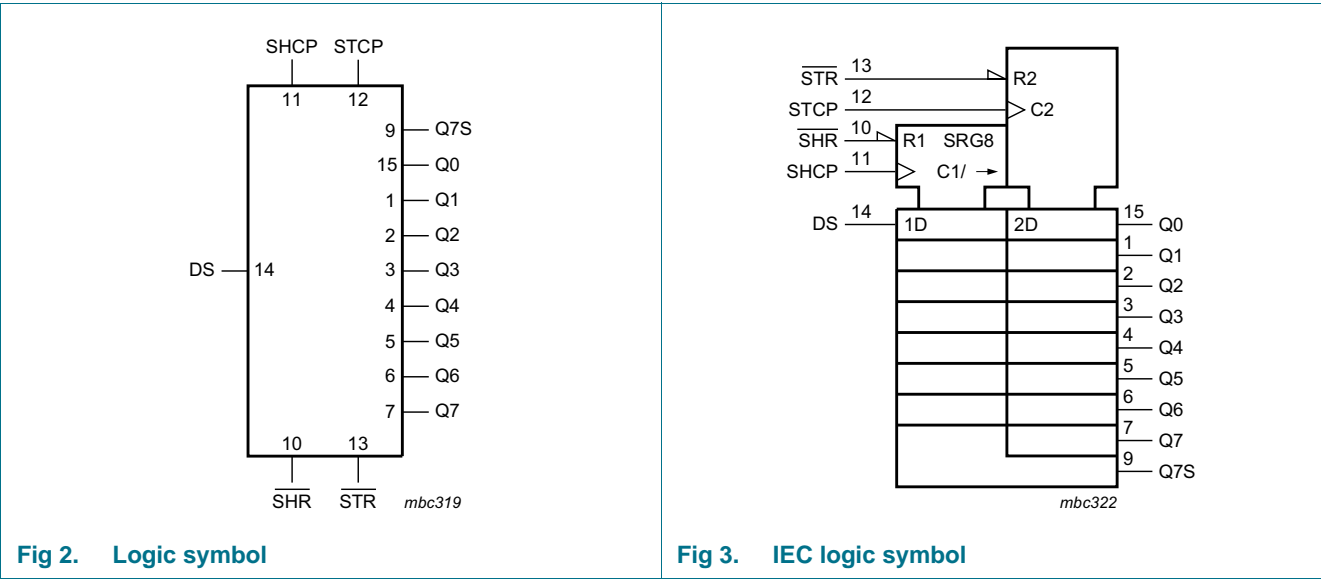 SHCP STCP
11 12
9 Q7S
15 Q0
1 Q1
2 Q2
DS 14 3 Q3
4 Q4
5 Q5
6 Q6
7 Q7
10 13
SHR STR mbc319
Fig 2. Logic symbol
STR 13 R2
STCP 12 C2
SHR 10 R1 SRG8
SHCP 11 C1/ →
DS 14 1D 2D 15 Q0
1 Q1
2 Q2
3 Q3
4 Q4
5 Q5
6 Q6
7 Q7
9 Q7S
mbc322
Fig 3. IEC logic symbol